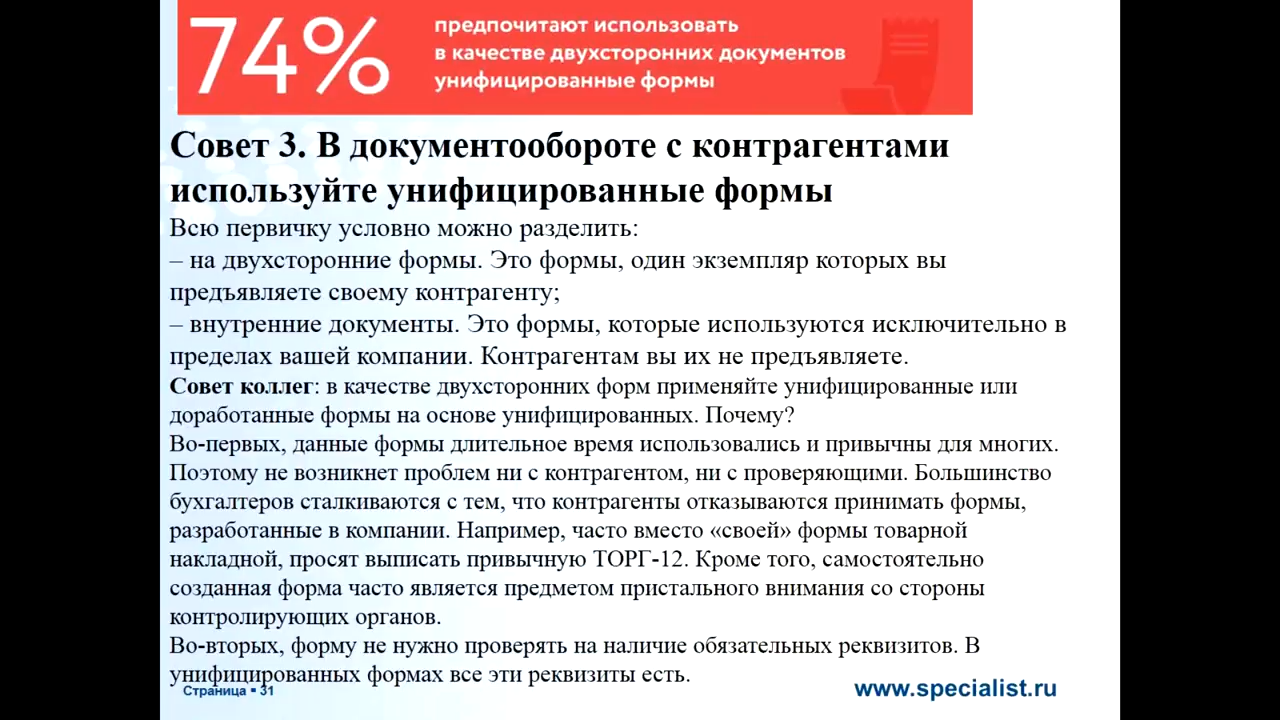 74%
предпочитают использовать
в качестве двухсторонних документов
унифицированные формы
Совет 3. В документообороте с контрагентами
используйте унифицированные формы
Всю первичку условно можно разделить:
– на двухсторонние формы. Это формы, один экземпляр которых вы
предъявляете своему контрагенту;
– внутренние документы. Это формы, которые используются исключительно в
пределах вашей компании. Контрагентам вы их не предъявляете.
Совет коллег: в качестве двухсторонних форм применяйте унифицированные или
доработанные формы на основе унифицированных. Почему?
Во-первых, данные формы длительное время использовались и привычны для многих.
Поэтому не возникнет проблем ни с контрагентом, ни с проверяющими. Большинство
бухгалтеров сталкиваются с тем, что контрагенты отказываются принимать формы,
разработанные в компании. Например, часто вместо «своей» формы товарной
накладной, просят выписать привычную ТОРГ-12. Кроме того, самостоятельно
созданная форма часто является предметом пристального внимания со стороны
контролирующих органов.
Во-вторых, форму не нужно проверять на наличие обязательных реквизитов. В
унифицированных формах все эти реквизиты есть.
Страница ▪ 31
www.specialist.ru